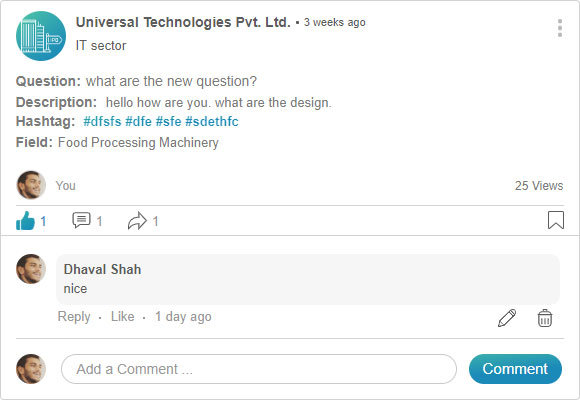 Universal Technologies Pvt. Ltd. • 3 weeks ago
IT sector
Question: what are the new question?
Description: hello how are you. what are the design.
Hashtag: #dfsfs #dfe #sfe #sdethfc
Field: Food Processing Machinery
You 25 Views
1 1 1
Dhaval Shah
nice
Reply · Like · 1 day ago
Add a Comment ... Comment